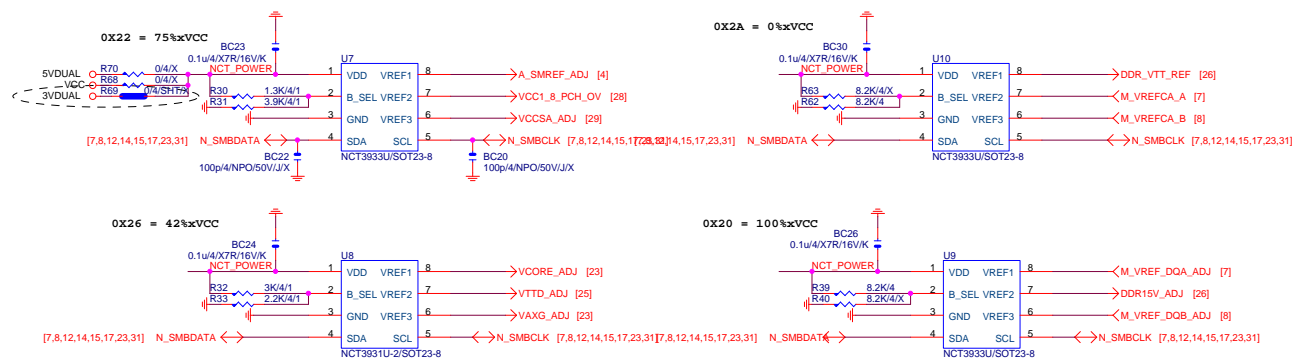 0X22 = 75%xVCC
BC23
0.1u/4/X7R/16V/K
NCT_POWER
5VDUAL
R70
0/4/X
VCC
R68
0/4/X
3VDUAL
R69
0/4/SHT/X
R30
1.3K/4/1
R31
3.9K/4/1
U7
1 VDD VREF1 8
2 B_SEL VREF2 7
3 GND VREF3 6
4 SDA SCL 5
NCT3933U/SOT23-8
A_SMREF_ADJ [4]
VCC1_8_PCH_OV [28]
VCCSA_ADJ [29]
[7,8,12,14,15,17,23,31] N_SMBDATA
N_SMBCLK [7,8,12,14,15,17,23,31]
BC22
100p/4/NPO/50V/J/X
BC20
100p/4/NPO/50V/J/X
0X2A = 0%xVCC
BC30
0.1u/4/X7R/16V/K
NCT_POWER
R63
8.2K/4/X
R62
8.2K/4
U10
1 VDD VREF1 8
2 B_SEL VREF2 7
3 GND VREF3 6
4 SDA SCL 5
NCT3933U/SOT23-8
DDR_VTT_REF [26]
M_VREFCA_A [7]
M_VREFCA_B [8]
[7,8,12,14,15,17,23,31] N_SMBDATA
N_SMBCLK [7,8,12,14,15,17,23,31]
0X26 = 42%xVCC
BC24
0.1u/4/X7R/16V/K
NCT_POWER
R32
3K/4/1
R33
2.2K/4/1
U8
1 VDD VREF1 8
2 B_SEL VREF2 7
3 GND VREF3 6
4 SDA SCL 5
NCT3931U-2/SOT23-8
VCORE_ADJ [23]
VTTD_ADJ [25]
VAXG_ADJ [23]
[7,8,12,14,15,17,23,31] N_SMBDATA
N_SMBCLK [7,8,12,14,15,17,23,31]
0X20 = 100%xVCC
BC26
0.1u/4/X7R/16V/K
NCT_POWER
R39
8.2K/4
R40
8.2K/4/X
U9
1 VDD VREF1 8
2 B_SEL VREF2 7
3 GND VREF3 6
4 SDA SCL 5
NCT3933U/SOT23-8
M_VREF_DQA_ADJ [7]
DDR15V_ADJ [26]
M_VREF_DQB_ADJ [8]
[7,8,12,14,15,17,23,31] N_SMBDATA
N_SMBCLK [7,8,12,14,15,17,23,31]